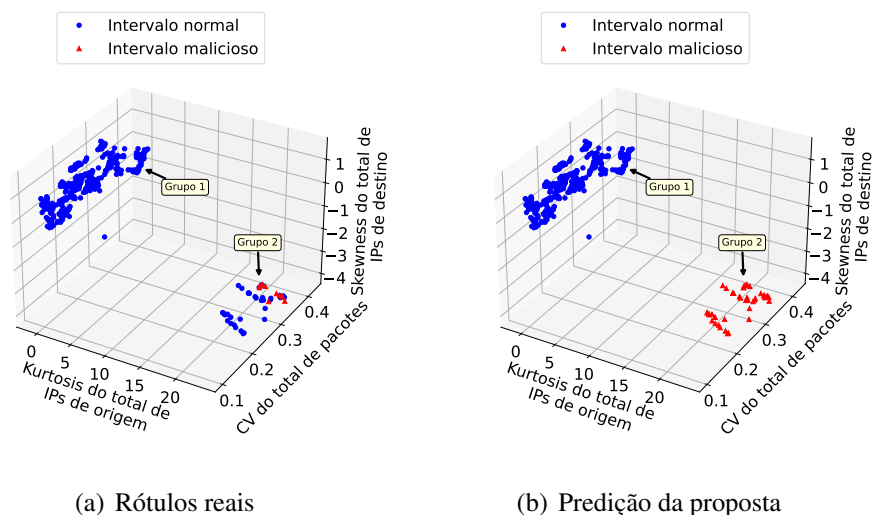 Intervalo normal
Intervalo malicioso
Grupo 1
Grupo 2
1
0
−1
−2
−3
−4
Skewness do total de
IPs de destino
0
5
10
15
20
Kurtosis do total de
IPs de origem
0.1
0.2
0.3
0.4
CV do total de pacotes
(a) Rótulos reais
Intervalo normal
Intervalo malicioso
Grupo 1
Grupo 2
1
0
−1
−2
−3
−4
Skewness do total de
IPs de destino
0
5
10
15
20
Kurtosis do total de
IPs de origem
0.1
0.2
0.3
0.4
CV do total de pacotes
(b) Predição da proposta